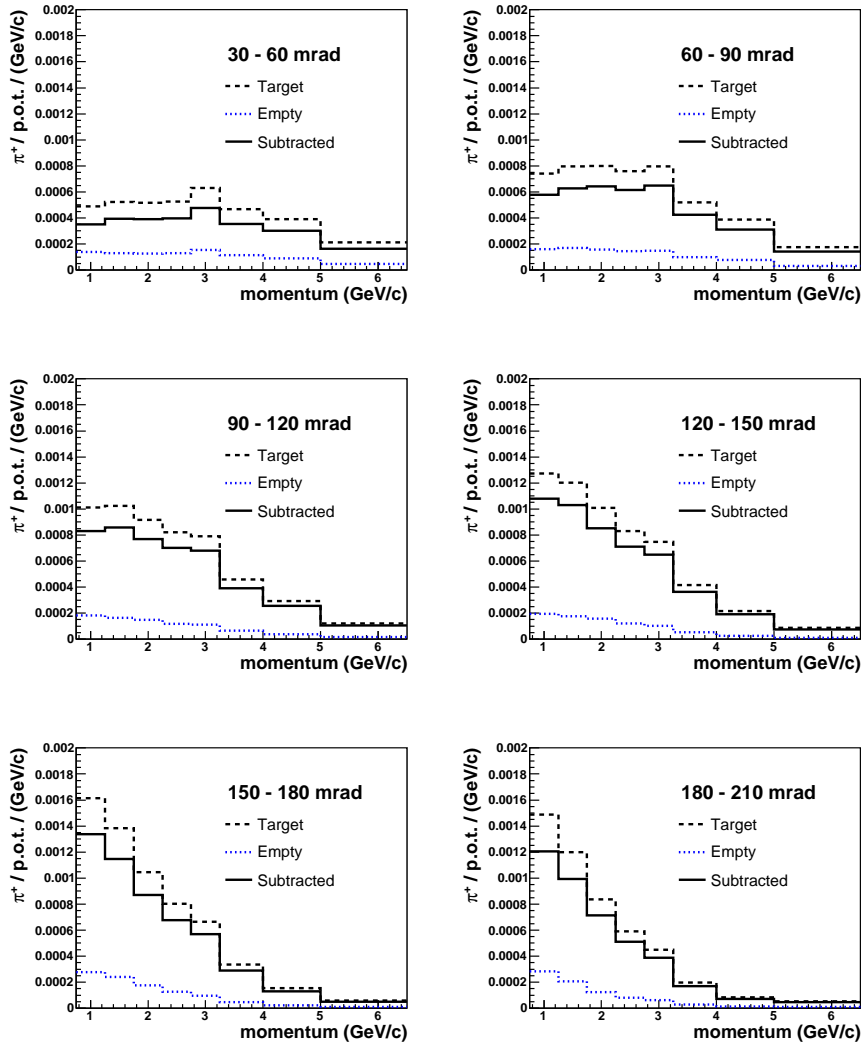 0.002
0.0018
0.0016
0.0014
0.0012
0.001
0.0008
0.0006
0.0004
0.0002
0
π+ / p.o.t. / (GeV/c)
30 - 60 mrad
Target
Empty
Subtracted
1 2 3 4 5 6
momentum (GeV/c)
0.002
0.0018
0.0016
0.0014
0.0012
0.001
0.0008
0.0006
0.0004
0.0002
0
π+ / p.o.t. / (GeV/c)
60 - 90 mrad
Target
Empty
Subtracted
1 2 3 4 5 6
momentum (GeV/c)
0.002
0.0018
0.0016
0.0014
0.0012
0.001
0.0008
0.0006
0.0004
0.0002
0
π+ / p.o.t. / (GeV/c)
90 - 120 mrad
Target
Empty
Subtracted
1 2 3 4 5 6
momentum (GeV/c)
0.002
0.0018
0.0016
0.0014
0.0012
0.001
0.0008
0.0006
0.0004
0.0002
0
π+ / p.o.t. / (GeV/c)
120 - 150 mrad
Target
Empty
Subtracted
1 2 3 4 5 6
momentum (GeV/c)
0.002
0.0018
0.0016
0.0014
0.0012
0.001
0.0008
0.0006
0.0004
0.0002
0
π+ / p.o.t. / (GeV/c)
150 - 180 mrad
Target
Empty
Subtracted
1 2 3 4 5 6
momentum (GeV/c)
0.002
0.0018
0.0016
0.0014
0.0012
0.001
0.0008
0.0006
0.0004
0.0002
0
π+ / p.o.t. / (GeV/c)
180 - 210 mrad
Target
Empty
Subtracted
1 2 3 4 5 6
momentum (GeV/c)